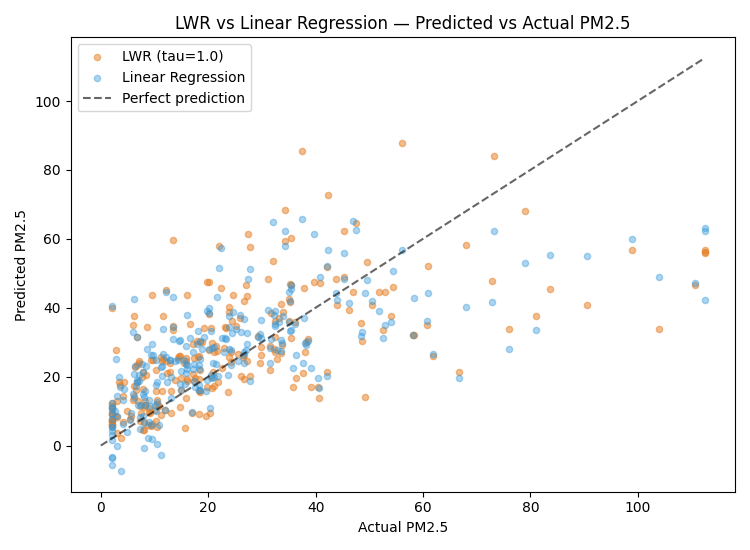 LWR vs Linear Regression — Predicted vs Actual PM2.5
LWR (tau=1.0)
Linear Regression
Perfect prediction
Predicted PM2.5
100
80
60
40
20
0
0 20 40 60 80 100
Actual PM2.5